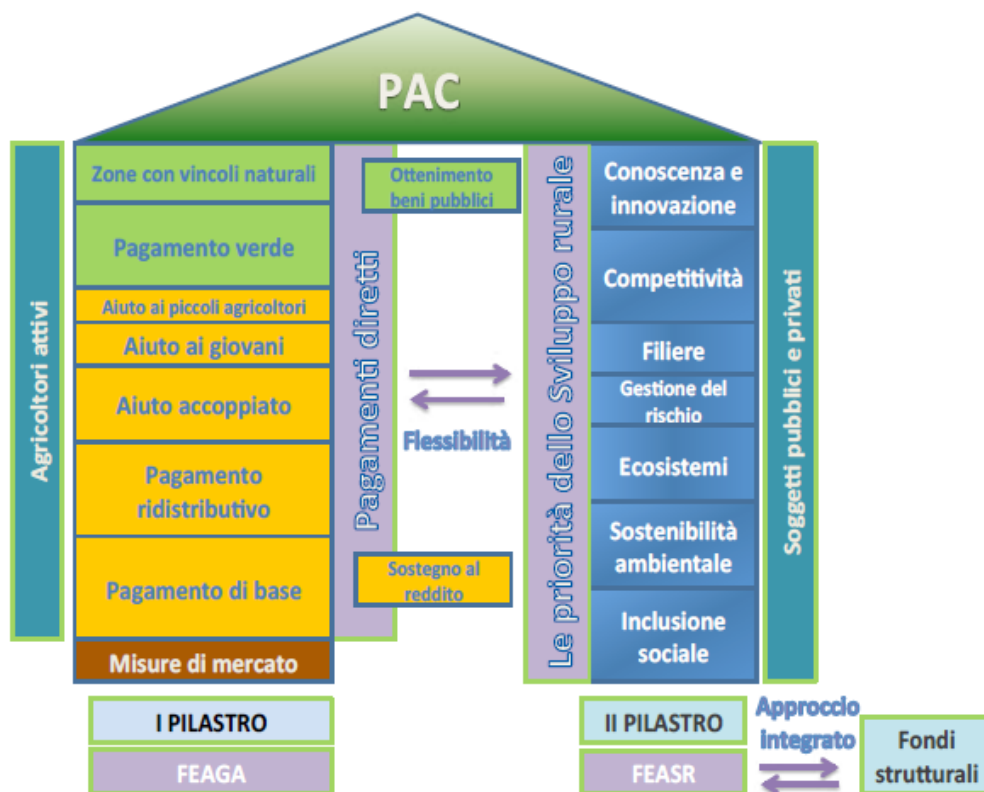 PAC
Agricoltori attivi
Zone con vincoli naturali
Pagamento verde
Aiuto ai piccoli agricoltori
Aiuto ai giovani
Aiuto accoppiato
Pagamento
ridistributivo
Pagamento di base
Misure di mercato
Pagamenti diretti
Ottenimento
beni pubblici
Flessibilità
Sostegno al
reddito
Le priorità dello Sviluppo rurale
Conoscenza e
innovazione
Competitività
Filiere
Gestione del
rischio
Ecosistemi
Sostenibilità
ambientale
Inclusione
sociale
Soggetti pubblici e privati
I PILASTRO
FEAGA
II PILASTRO
FEASR
Approccio
integrato
Fondi
strutturali